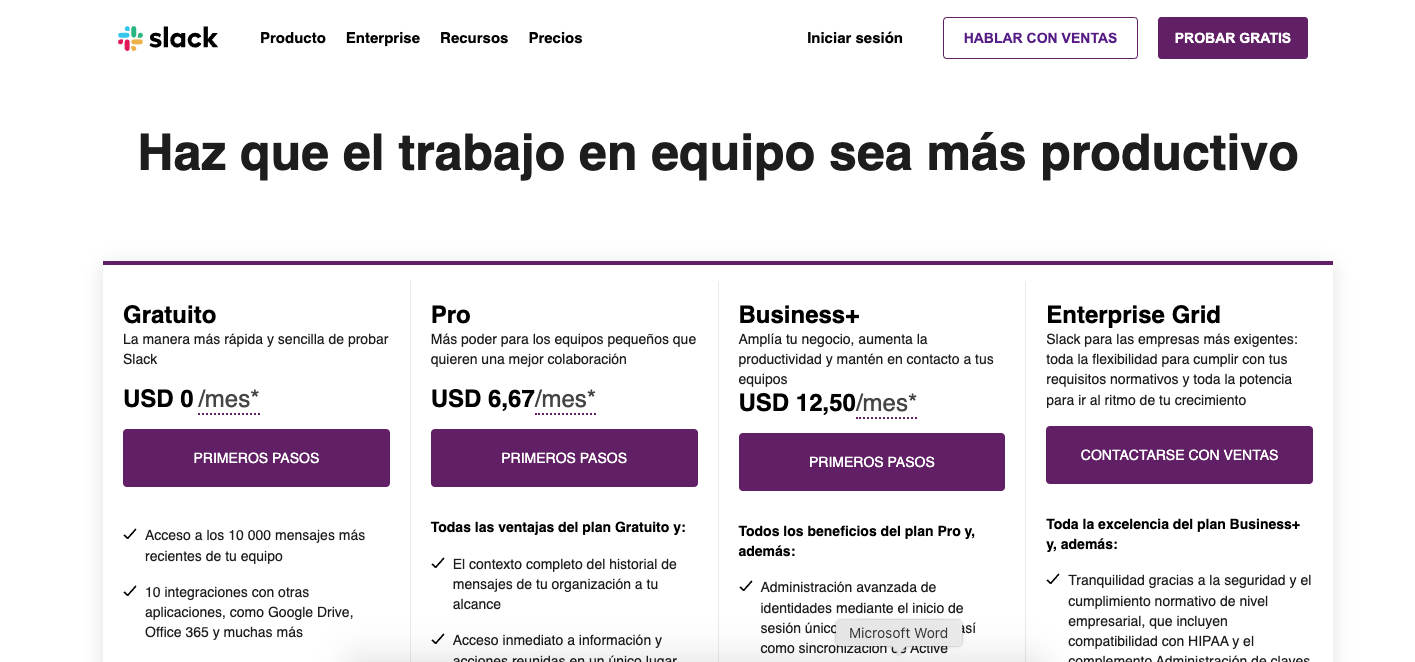 slack
Producto Enterprise Recursos Precios
Iniciar sesión
HABLAR CON VENTAS
PROBAR GRATIS
Haz que el trabajo en equipo sea más productivo
Gratuito
La manera más rápida y sencilla de probar
Slack
USD 0 /mes*
PRIMEROS PASOS
Acceso a los 10 000 mensajes más
recientes de tu equipo
10 integraciones con otras
aplicaciones, como Google Drive,
Office 365 y muchas más
Pro
Más poder para los equipos pequeños que
quieren una mejor colaboración
USD 6,67/mes*
PRIMEROS PASOS
Todas las ventajas del plan Gratuito y:
El contexto completo del historial de
mensajes de tu organización a tu
alcance
Acceso inmediato a información y
acciones reunidas en un único lugar
Business+
Amplía tu negocio, aumenta la
productividad y mantén en contacto a tus
equipos
USD 12,50/mes*
PRIMEROS PASOS
Todos los beneficios del plan Pro y,
además:
Administración avanzada de
identidades mediante el inicio de
sesión único así
como sincronización de Active
Microsoft Word
Enterprise Grid
Slack para las empresas más exigentes:
toda la flexibilidad para cumplir con tus
requisitos normativos y toda la potencia
para ir al ritmo de tu crecimiento
CONTACTARSE CON VENTAS
Toda la excelencia del plan Business+
y, además:
Tranquilidad gracias a la seguridad y el
cumplimiento normativo de nivel
empresarial, que incluyen
compatibilidad con HIPAA y el
complemento Administración de claves